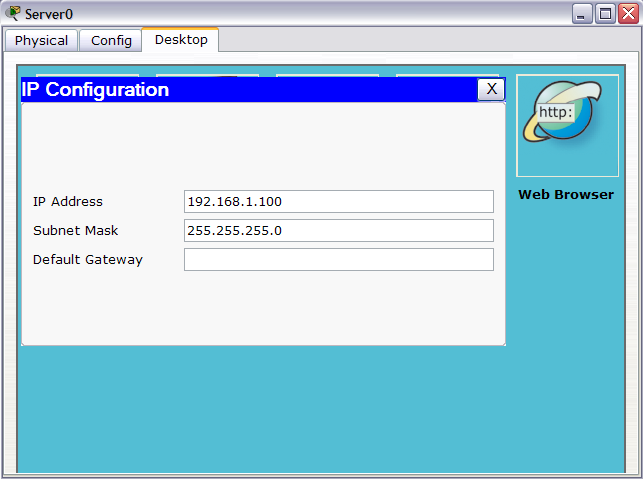 Server0
Physical Config Desktop
IP Configuration X
http:
IP Address 192.168.1.100
Web Browser
Subnet Mask 255.255.255.0
Default Gateway